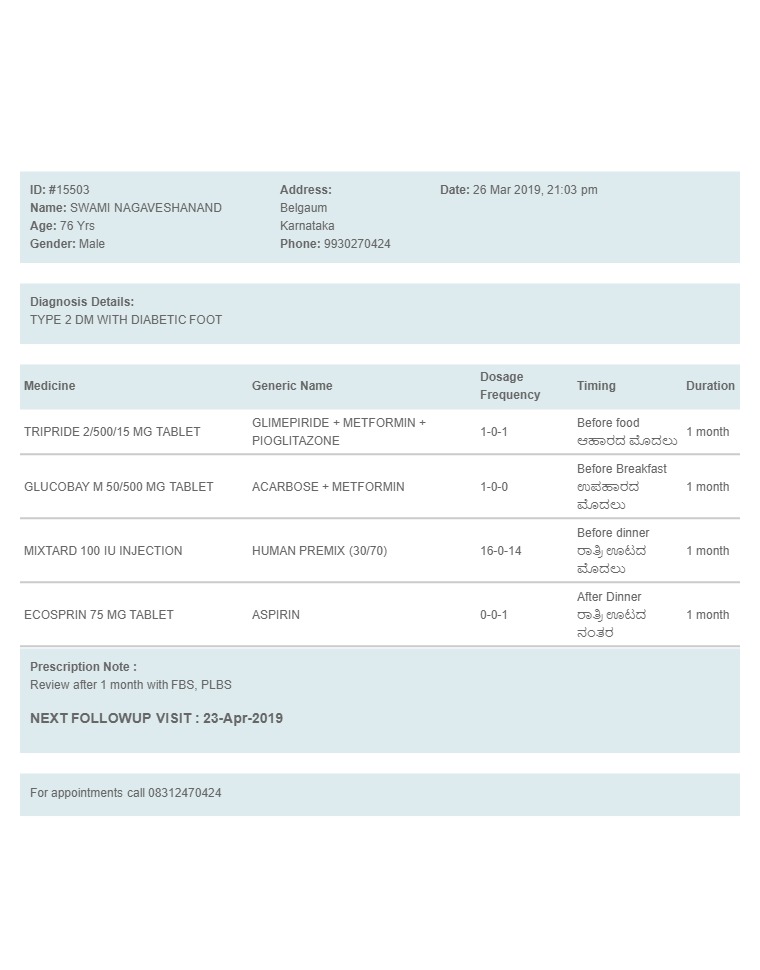 ID: #15503
Name: SWAMI NAGAVESHANAND
Age: 76 Yrs
Gender: Male
Address:
Belgaum
Karnataka
Phone: 9930270424
Date: 26 Mar 2019, 21:03 pm
Diagnosis Details:
TYPE 2 DM WITH DIABETIC FOOT
Medicine
Generic Name
Dosage
Frequency
Timing
Duration
TRIPRIDE 2/500/15 MG TABLET
GLIMEPIRIDE + METFORMIN +
PIOGLITAZONE
1-0-1
Before food
ಆಹಾರದ ಮೊದಲು
1 month
GLUCOBAY M 50/500 MG TABLET
ACARBOSE + METFORMIN
1-0-0
Before Breakfast
ಉಪಹಾರದ
ಮೊದಲು
1 month
MIXTARD 100 IU INJECTION
HUMAN PREMIX (30/70)
16-0-14
Before dinner
ರಾತ್ರಿ ಊಟದ
ಮೊದಲು
1 month
ECOSPRIN 75 MG TABLET
ASPIRIN
0-0-1
After Dinner
ರಾತ್ರಿ ಊಟದ
ನಂತರ
1 month
Prescription Note :
Review after 1 month with FBS, PLBS
NEXT FOLLOWUP VISIT : 23-Apr-2019
For appointments call 08312470424